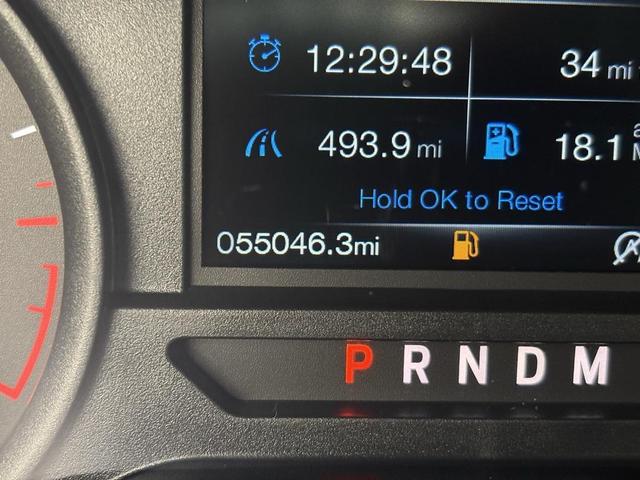 12:29:48 34 mi
493.9 mi 18.1
Hold OK to Reset
055046.3mi
P R N D M